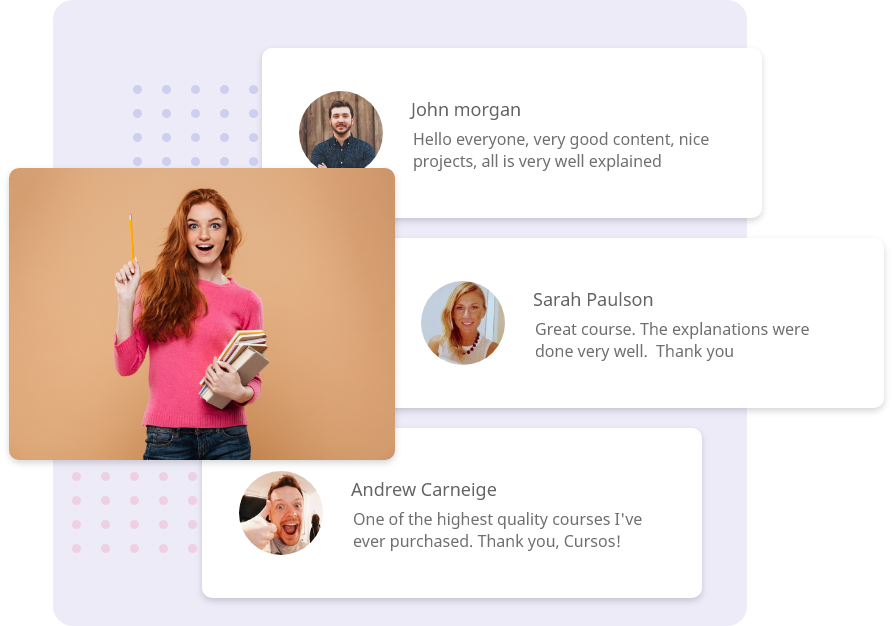 John morgan
Hello everyone, very good content, nice
projects, all is very well explained
Sarah Paulson
Great course. The explanations were
done very well.  Thank you
Andrew Carneige
One of the highest quality courses I've
ever purchased. Thank you, Cursos!